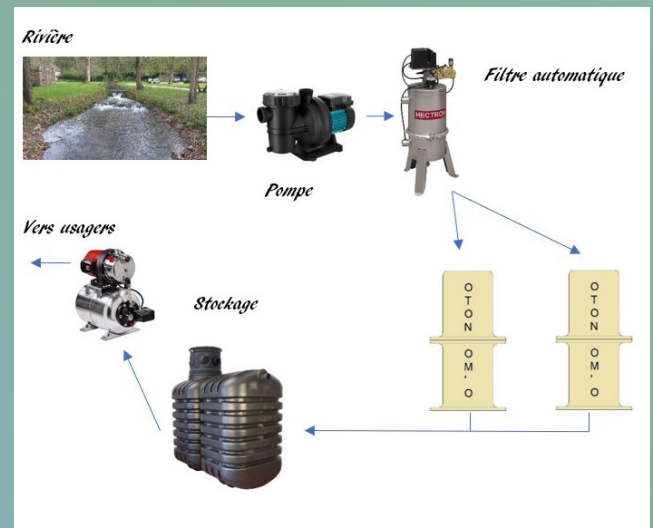 Rivière
Filtre automatique
HECTRON
Pompe
Vers usagers
Stockage
OTON
OM'O
OTON
OM'O